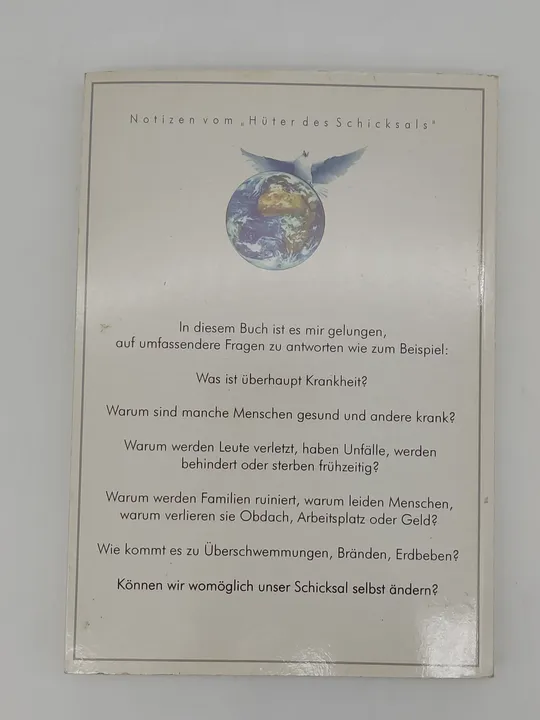 Notizen vom „Hüter des Schicksals“
In diesem Buch ist es mir gelungen,
auf umfassendere Fragen zu antworten wie zum Beispiel:
Was ist überhaupt Krankheit?
Warum sind manche Menschen gesund und andere krank?
Warum werden Leute verletzt, haben Unfälle, werden
behindert oder sterben frühzeitig?
Warum werden Familien ruiniert, warum leiden Menschen,
warum verlieren sie Obdach, Arbeitsplatz oder Geld?
Wie kommt es zu Überschwemmungen, Bränden, Erdbeben?
Können wir womöglich unser Schicksal selbst ändern?